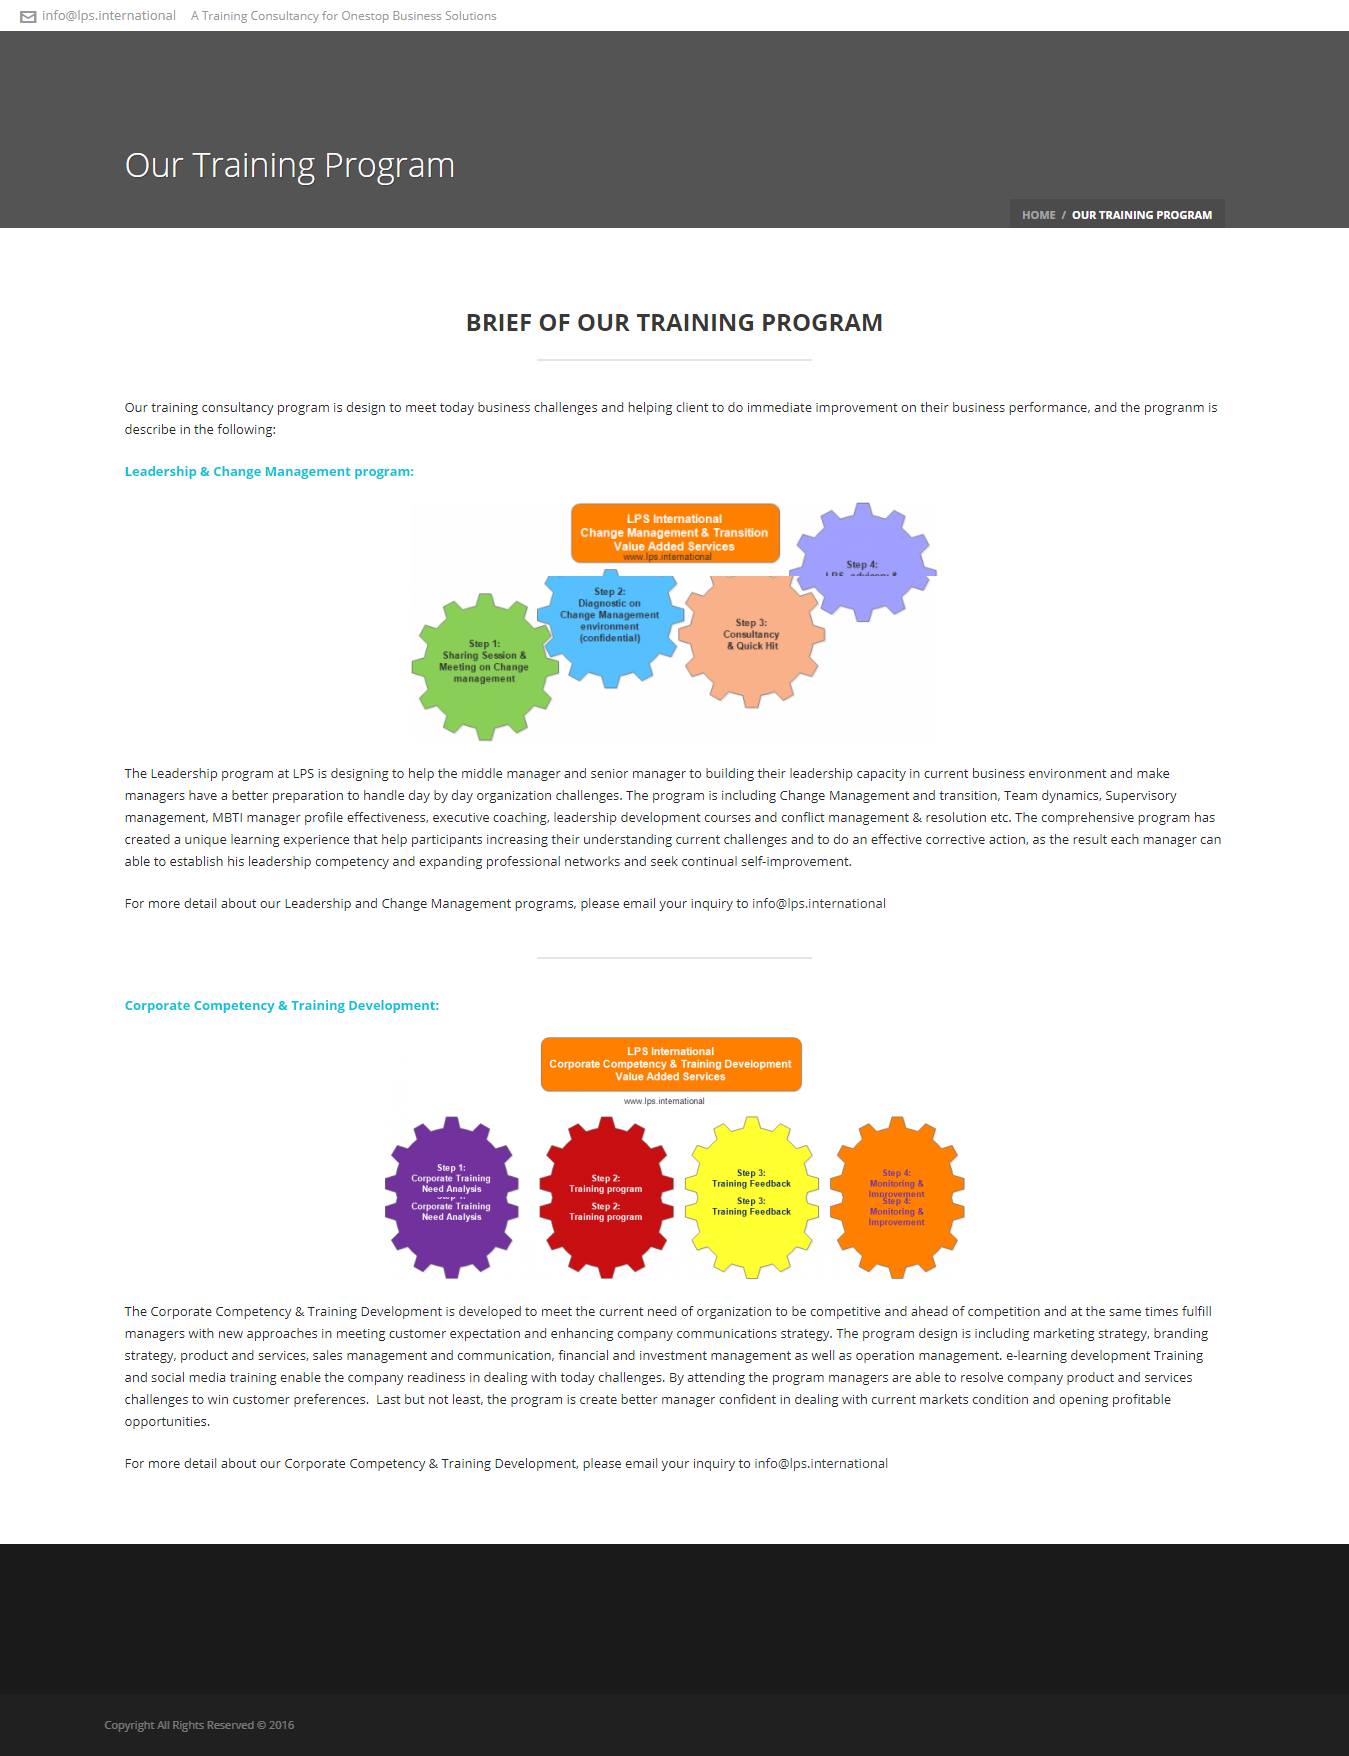 info@lps.international A Training Consultancy for Onestop Business Solutions
Our Training Program
HOME / OUR TRAINING PROGRAM
BRIEF OF OUR TRAINING PROGRAM
Our training consultancy program is design to meet today business challenges and helping client to do immediate improvement on their business performance, and the progranm is
describe in the following:
Leadership & Change Management program:
LPS International
Change Management & Transition
Value Added Services
www.lps.international
Step 4:
Step 2:
Diagnostic on
Change Management
environment
(confidential)
Step 3:
Consultancy
& Quick Hit
Step 1:
Sharing Session &
Meeting on Change
management
The Leadership program at LPS is designing to help the middle manager and senior manager to building their leadership capacity in current business environment and make
managers have a better preparation to handle day by day organization challenges. The program is including Change Management and transition, Team dynamics, Supervisory
management, MBTI manager profile effectiveness, executive coaching, leadership development courses and conflict management & resolution etc. The comprehensive program has
created a unique learning experience that help participants increasing their understanding current challenges and to do an effective corrective action, as the result each manager can
able to establish his leadership competency and expanding professional networks and seek continual self-improvement.
For more detail about our Leadership and Change Management programs, please email your inquiry to info@lps.international
Corporate Competency & Training Development:
LPS International
Corporate Competency & Training Development
Value Added Services
www.lps.international
Step 1:
Corporate Training
Need Analysis
Corporate Training
Need Analysis
Step 2:
Training program
Step 2:
Training program
Step 3:
Training Feedback
Step 3:
Training Feedback
Step 4:
Monitoring &
Improvement
Step 4:
Monitoring &
Improvement
The Corporate Competency & Training Development is developed to meet the current need of organization to be competitive and ahead of competition and at the same times fulfill
managers with new approaches in meeting customer expectation and enhancing company communications strategy. The program design is including marketing strategy, branding
strategy, product and services, sales management and communication, financial and investment management as well as operation management. e-learning development Training
and social media training enable the company readiness in dealing with today challenges. By attending the program managers are able to resolve company product and services
challenges to win customer preferences.  Last but not least, the program is create better manager confident in dealing with current markets condition and opening profitable
opportunities.
For more detail about our Corporate Competency & Training Development, please email your inquiry to info@lps.international
Copyright All Rights Reserved © 2016